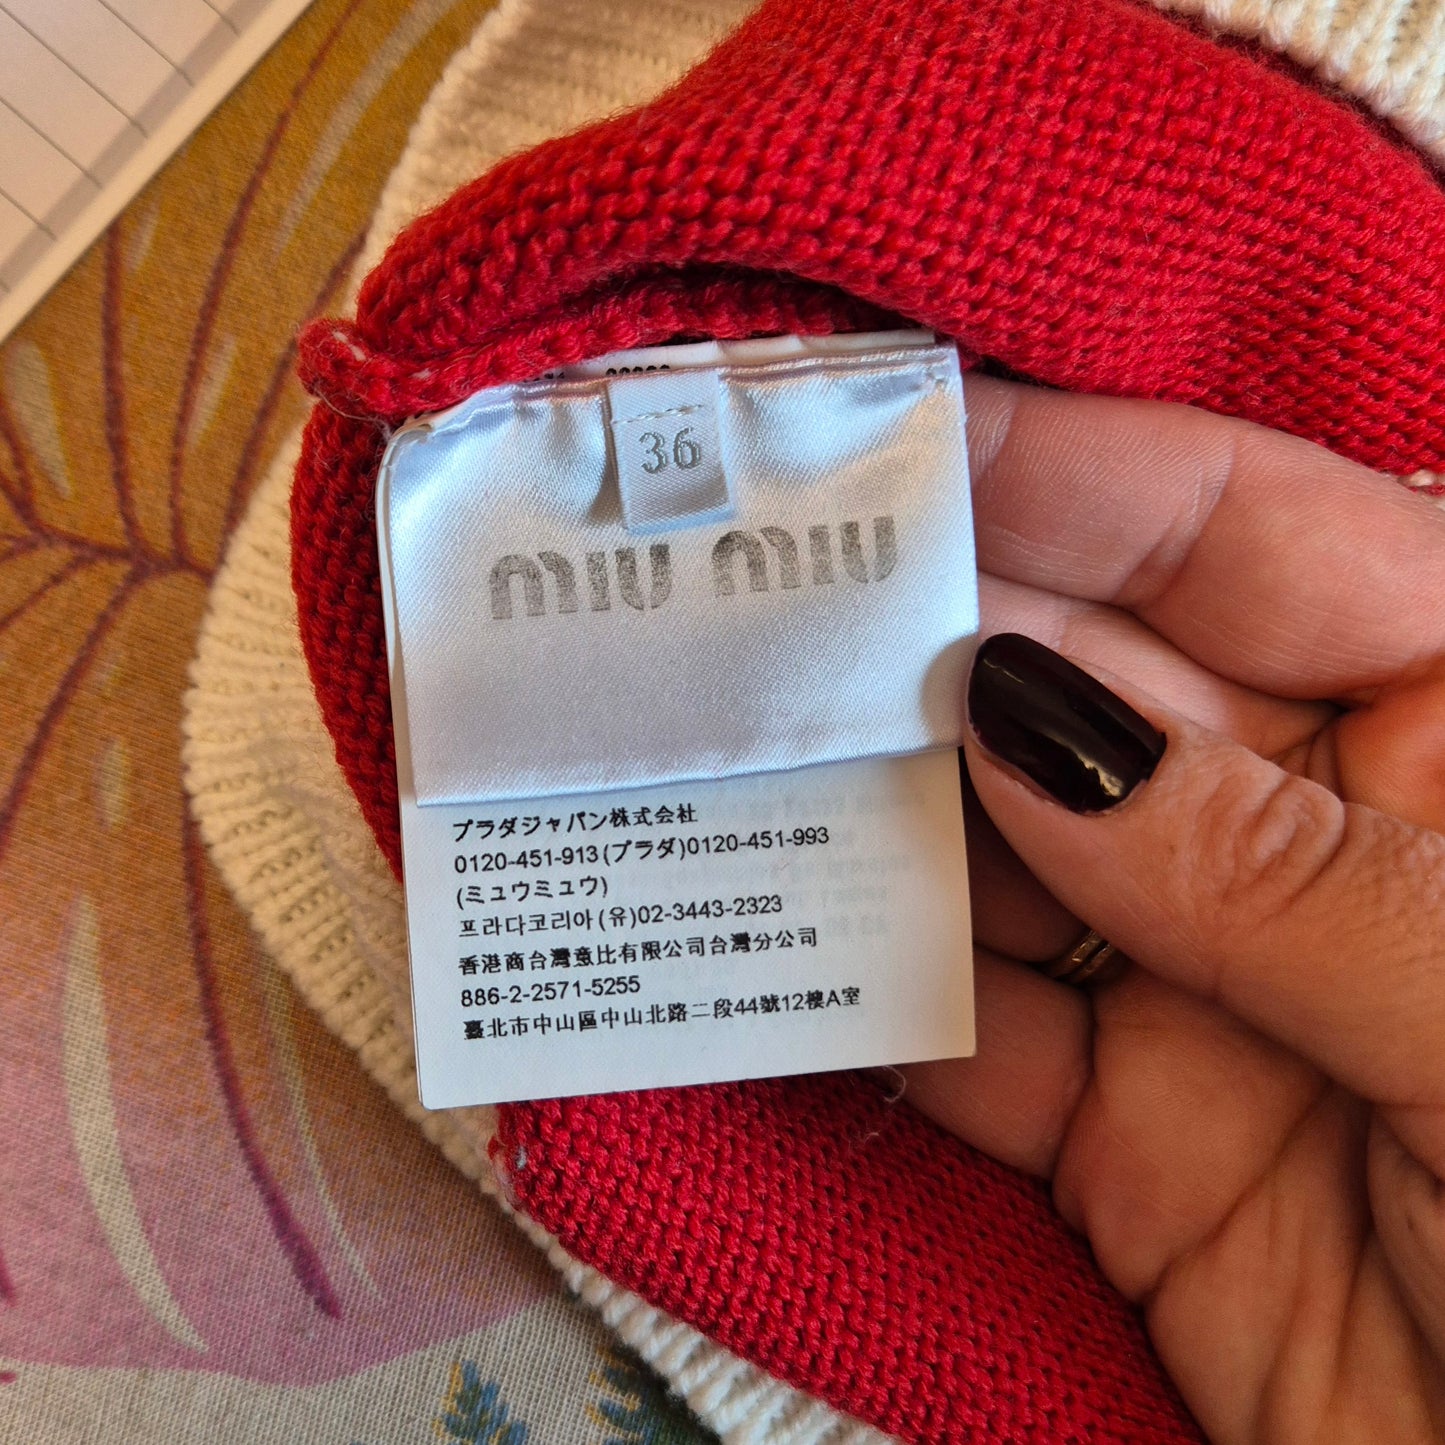 36
miu miu
プラダジャパン株式会社
0120-451-913(プラダ)0120-451-993
(ミュウミュウ)
프라다코리아(유)02-3443-2323
香港商台灣意比有限公司台灣分公司
886-2-2571-5255
臺北市中山區中山北路二段44號12樓A室